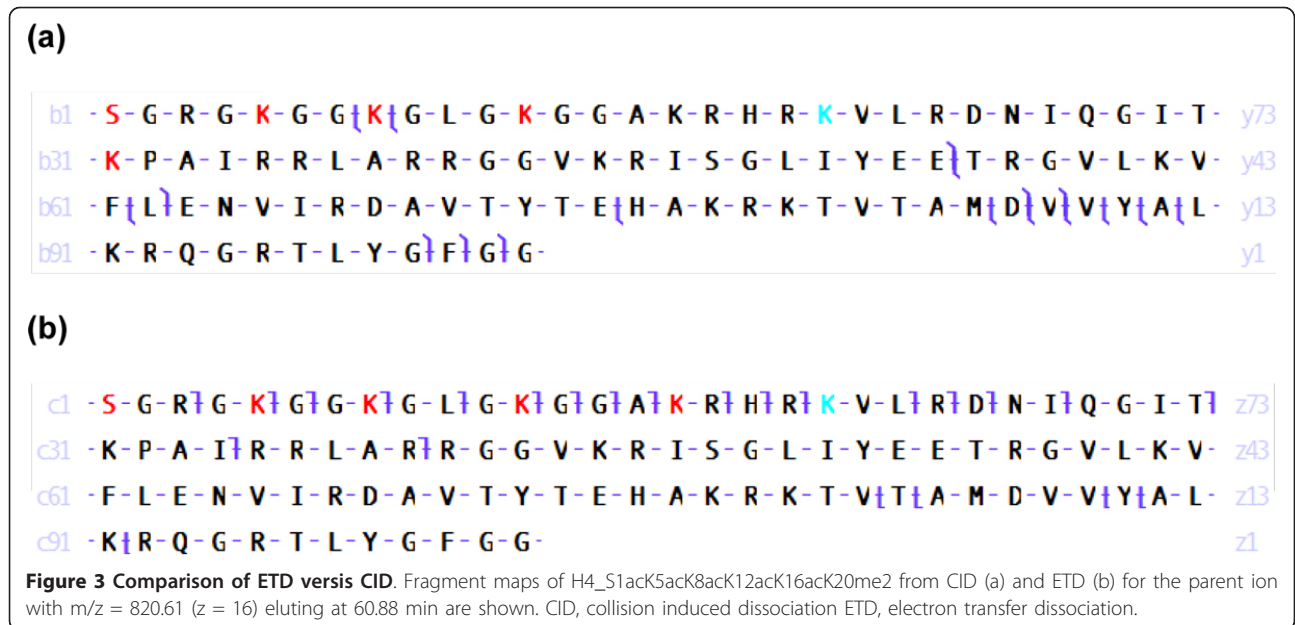 (a)
b1 - S - G - R - G - K - G - G - K - G - L - G - K - G - G - A - K - R - H - R - K - V - L - R - D - N - I - Q - G - I - T - y73
b31 - K - P - A - I - R - R - L - A - R - R - G - G - V - K - R - I - S - G - L - I - Y - E - E - T - R - G - V - L - K - V - y43
b61 - F - L - E - N - V - I - R - D - A - V - T - Y - T - E - H - A - K - R - K - T - V - T - A - M - D - V - V - Y - A - L - y13
b91 - K - R - Q - G - R - T - L - Y - G - F - G - G - y1
(b)
c1 - S - G - R - G - K - G - G - K - G - L - G - K - G - G - A - K - R - H - R - K - V - L - R - D - N - I - Q - G - I - T z73
c31 - K - P - A - I - R - R - L - A - R - R - G - G - V - K - R - I - S - G - L - I - Y - E - E - T - R - G - V - L - K - V - z43
c61 - F - L - E - N - V - I - R - D - A - V - T - Y - T - E - H - A - K - R - K - T - V - T - A - M - D - V - V - Y - A - L - z13
c91 - K - R - Q - G - R - T - L - Y - G - F - G - G - z1
Figure 3 Comparison of ETD versus CID. Fragment maps of H4_S1acK5acK8acK12acK16acK20me2 from CID (a) and ETD (b) for the parent ion
with m/z = 820.61 (z = 16) eluting at 60.88 min are shown. CID, collision induced dissociation ETD, electron transfer dissociation.